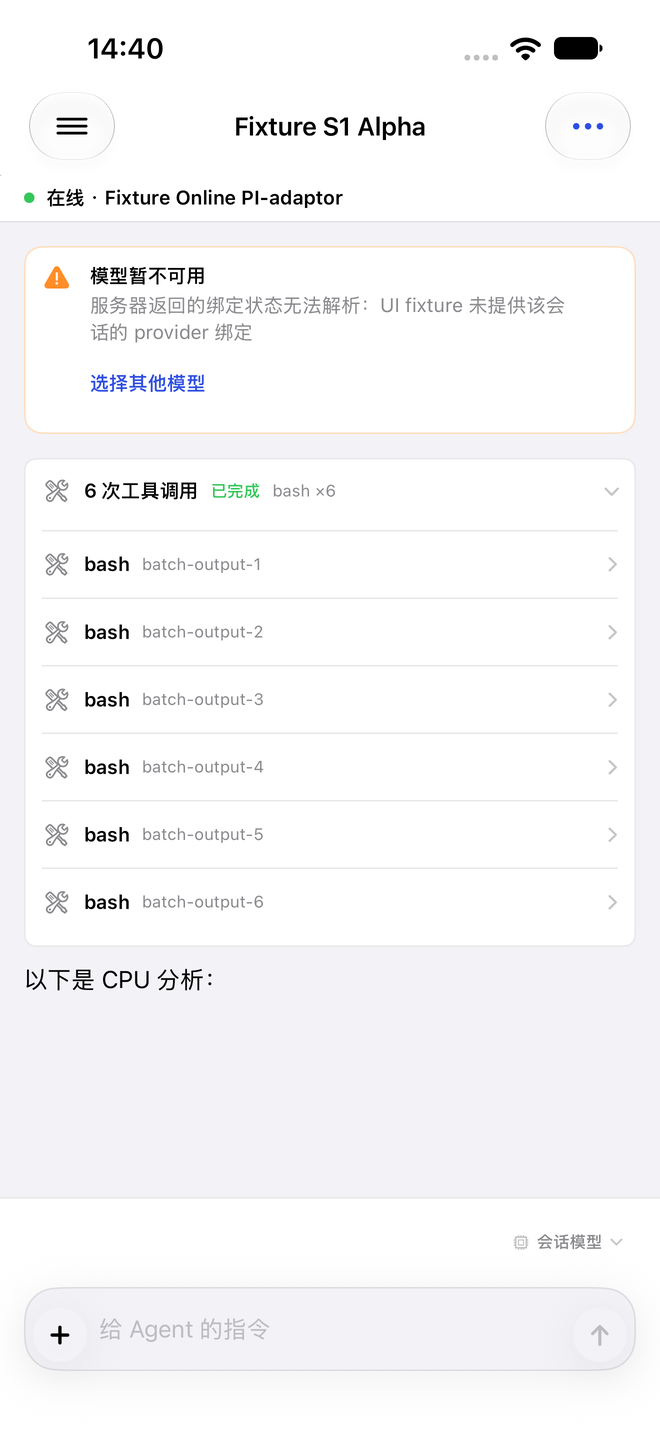 14:40
Fixture S1 Alpha
在线 · Fixture Online PI-adaptor
模型暂不可用
服务器返回的绑定状态无法解析：UI fixture 未提供该会
话的 provider 绑定
选择其他模型
6 次工具调用 已完成 bash ×6
bash batch-output-1
bash batch-output-2
bash batch-output-3
bash batch-output-4
bash batch-output-5
bash batch-output-6
以下是 CPU 分析：
会话模型
给 Agent 的指令